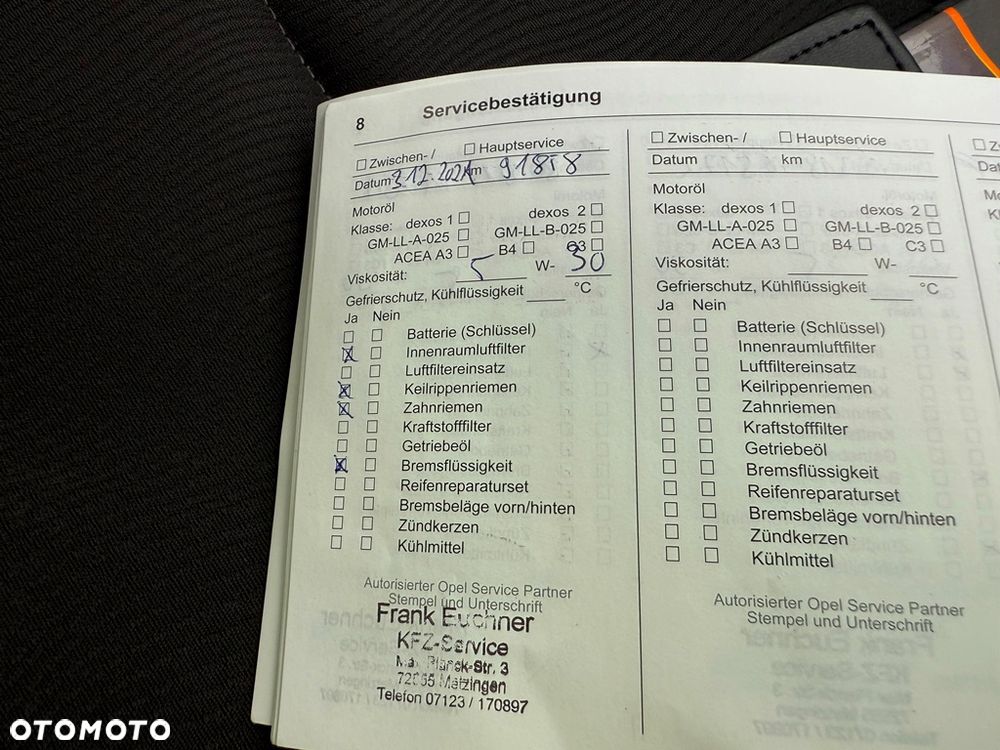 8 Servicebestätigung
☐ Zwischen- / ☐ Hauptservice
Datum 3.12.2021 km 91858
Motoröl
Klasse: dexos 1 ☐ dexos 2 ☐
GM-LL-A-025 ☐ GM-LL-B-025 ☐
ACEA A3 ☐ B4 ☐ C3 ☐
Viskosität: 5 W- 30
Gefrierschutz, Kühlflüssigkeit ____ °C
Ja Nein
☐ ☐ Batterie (Schlüssel)
☒ ☐ Innenraumluftfilter
☐ ☐ Luftfiltereinsatz
☒ ☐ Keilrippenriemen
☒ ☐ Zahnriemen
☐ ☐ Kraftstofffilter
☐ ☐ Getriebeöl
☒ ☐ Bremsflüssigkeit
☐ ☐ Reifenreparaturset
☐ ☐ Bremsbeläge vorn/hinten
☐ ☐ Zündkerzen
☐ ☐ Kühlmittel
Autorisierter Opel Service Partner
Stempel und Unterschrift
Frank Euchner
KFZ-Service
Max-Planck-Str. 3
72555 Metzingen
Telefon 07123 / 170897
☐ Zwischen- / ☐ Hauptservice
Datum km
Motoröl
Klasse: dexos 1 ☐ dexos 2 ☐
GM-LL-A-025 ☐ GM-LL-B-025 ☐
ACEA A3 ☐ B4 ☐ C3 ☐
Viskosität: ____ W- ____
Gefrierschutz, Kühlflüssigkeit ____ °C
Ja Nein
☐ ☐ Batterie (Schlüssel)
☐ ☐ Innenraumluftfilter
☐ ☐ Luftfiltereinsatz
☐ ☐ Keilrippenriemen
☐ ☐ Zahnriemen
☐ ☐ Kraftstofffilter
☐ ☐ Getriebeöl
☐ ☐ Bremsflüssigkeit
☐ ☐ Reifenreparaturset
☐ ☐ Bremsbeläge vorn/hinten
☐ ☐ Zündkerzen
☐ ☐ Kühlmittel
Autorisierter Opel Service Partner
Stempel und Unterschrift
OTOMOTO